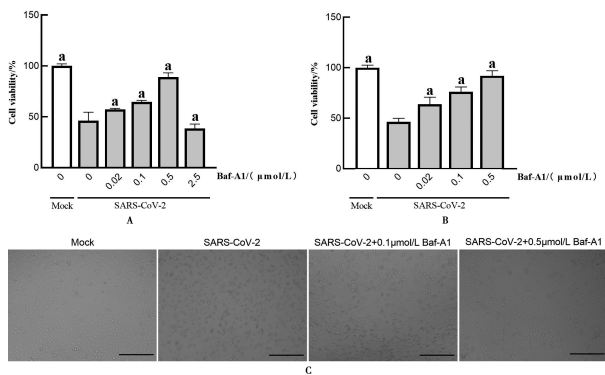 Cell viability/%
150
100
50
0
a
a
a
a
a
0
0
0.02
0.1
0.5
2.5
Baf-A1/( μmol/L)
Mock
SARS-CoV-2
A
Cell viability/%
150
100
50
0
a
a
a
a
0
0
0.02
0.1
0.5
Baf-A1/( μmol/L)
Mock
SARS-CoV-2
B
Mock
SARS-CoV-2
SARS-CoV-2+0.1μmol/L Baf-A1
SARS-CoV-2+0.5μmol/L Baf-A1
C